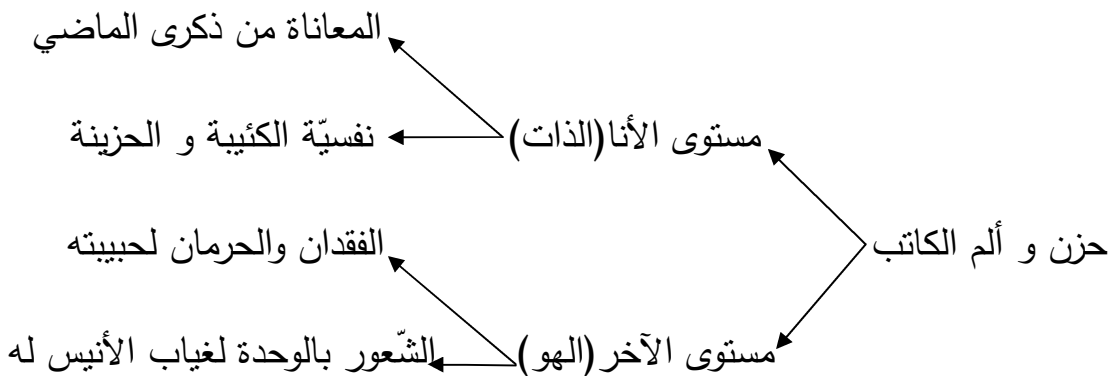 المعاناة من ذكرى الماضي
مستوى الأنا(الذات) نفسيّة الكئيبة و الحزينة
حزن و ألم الكاتب الفقدان والحرمان لحبيبته
مستوى الآخر(الهو) الشّعور بالوحدة لغياب الأنيس له